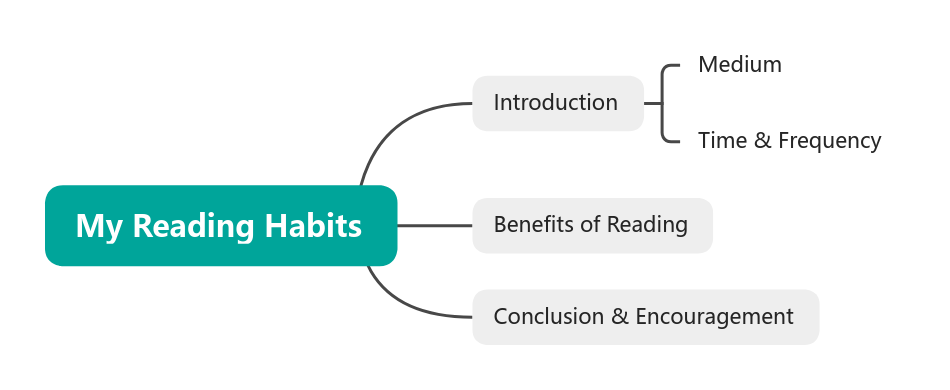 My Reading Habits
Introduction
Medium
Time & Frequency
Benefits of Reading
Conclusion & Encouragement